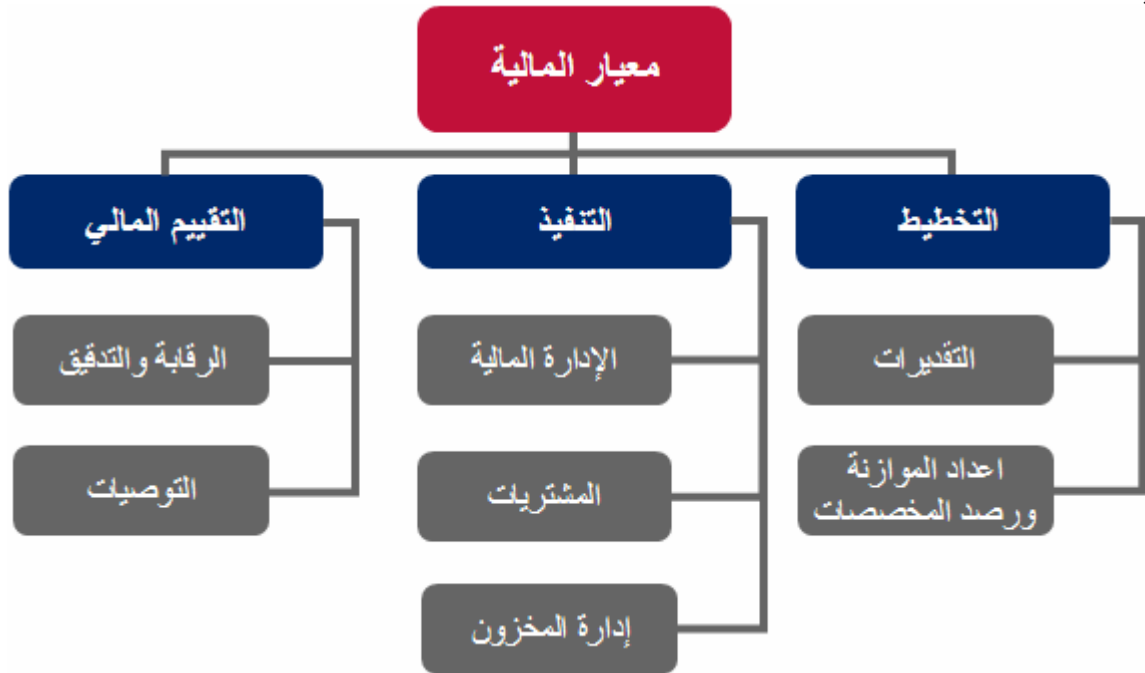 معيار المالية
التخطيط
التنفيذ
التقييم المالي
التقديرات
الإدارة المالية
الرقابة والتدقيق
اعداد الموازنة
ورصد المخصصات
المشتريات
التوصيات
إدارة المخزون